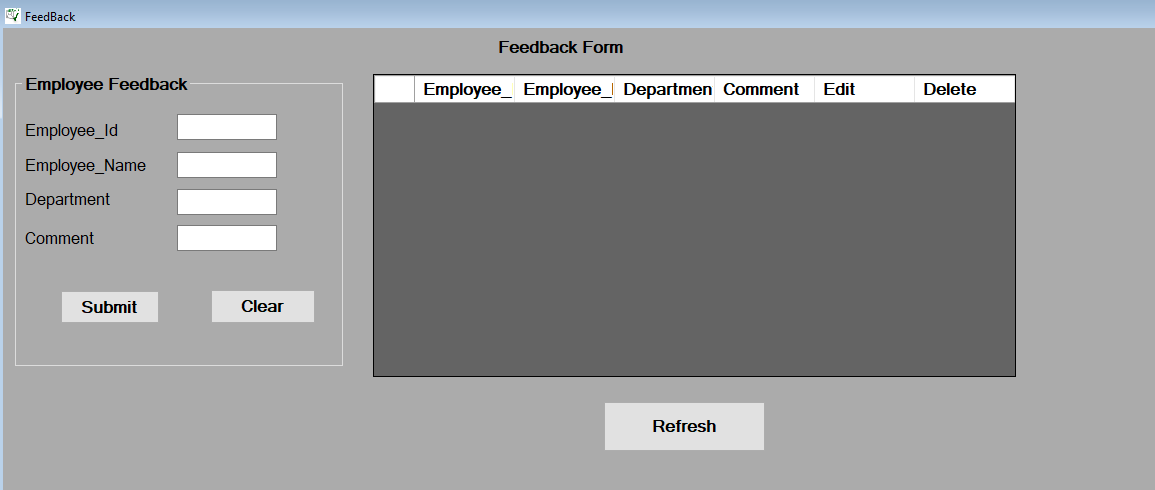 FeedBack
Feedback Form
Employee Feedback
Employee_Id
Employee_Name
Department
Comment
Submit Clear
Employee_ Employee_ Departmen Comment Edit Delete
Refresh